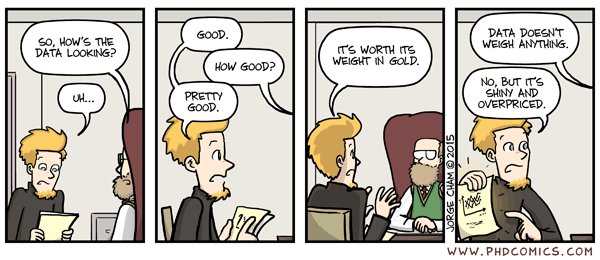 SO, HOW'S THE
DATA LOOKING?
UH...
GOOD.
HOW GOOD?
PRETTY
GOOD.
IT'S WORTH ITS
WEIGHT IN GOLD.
JORGE CHAM © 2015
DATA DOESN'T
WEIGH ANYTHING.
NO, BUT IT'S
SHINY AND
OVERPRICED.
WWW.PHDCOMICS.COM